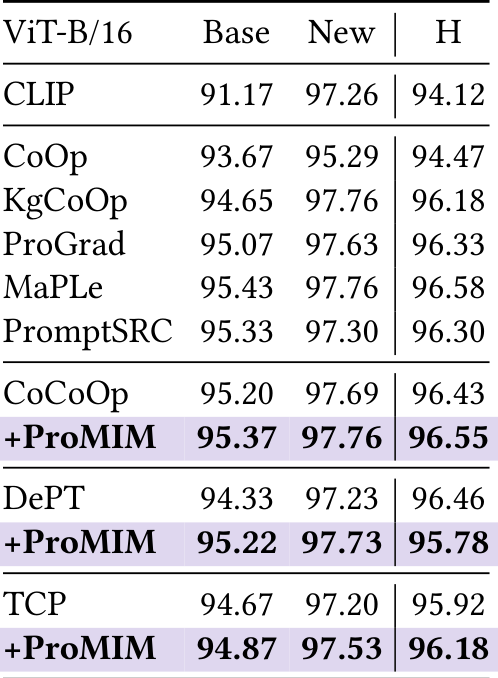 ViT-B/16 Base New H
CLIP 91.17 97.26 94.12
CoOp 93.67 95.29 94.47
KgCoOp 94.65 97.76 96.18
ProGrad 95.07 97.63 96.33
MaPLe 95.43 97.76 96.58
PromptSRC 95.33 97.30 96.30
CoCoOp 95.20 97.69 96.43
+ProMIM 95.37 97.76 96.55
DePT 94.33 97.23 96.46
+ProMIM 95.22 97.73 95.78
TCP 94.67 97.20 95.92
+ProMIM 94.87 97.53 96.18